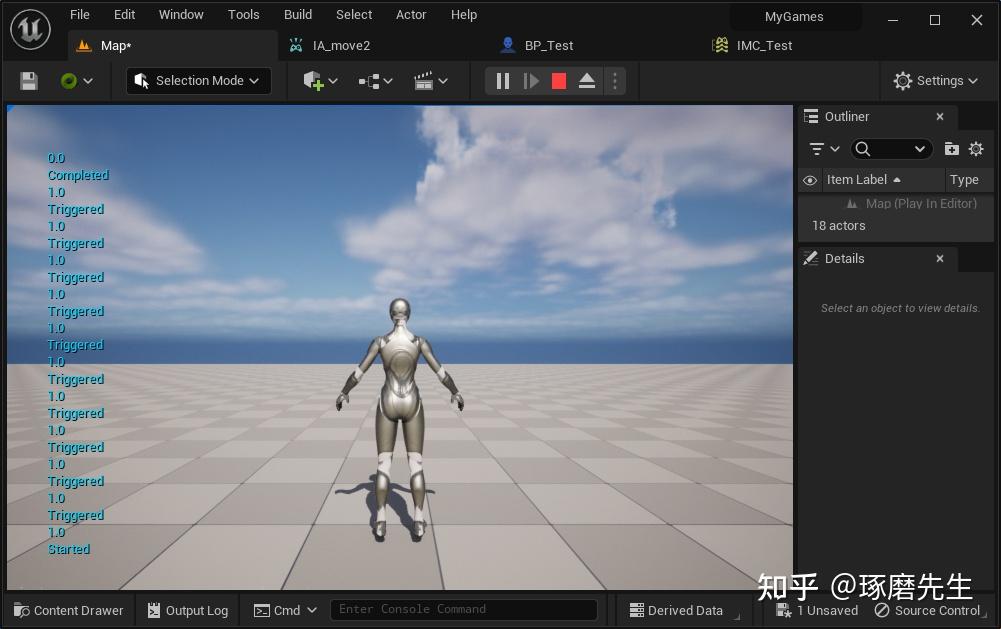 File Edit Window Tools Build Select Actor Help MyGames
Map* IA_move2 BP_Test IMC_Test
Selection Mode Settings
0.0
Completed
1.0
Triggered
1.0
Triggered
1.0
Triggered
1.0
Triggered
1.0
Triggered
1.0
Triggered
1.0
Triggered
1.0
Triggered
1.0
Triggered
1.0
Triggered
1.0
Started
Outliner
Item Label Type
Map (Play In Editor)
18 actors
Details
Select an object to view details.
知乎 @琢磨先生
Content Drawer Output Log Cmd Enter Console Command Derived Data 1 Unsaved Source Control